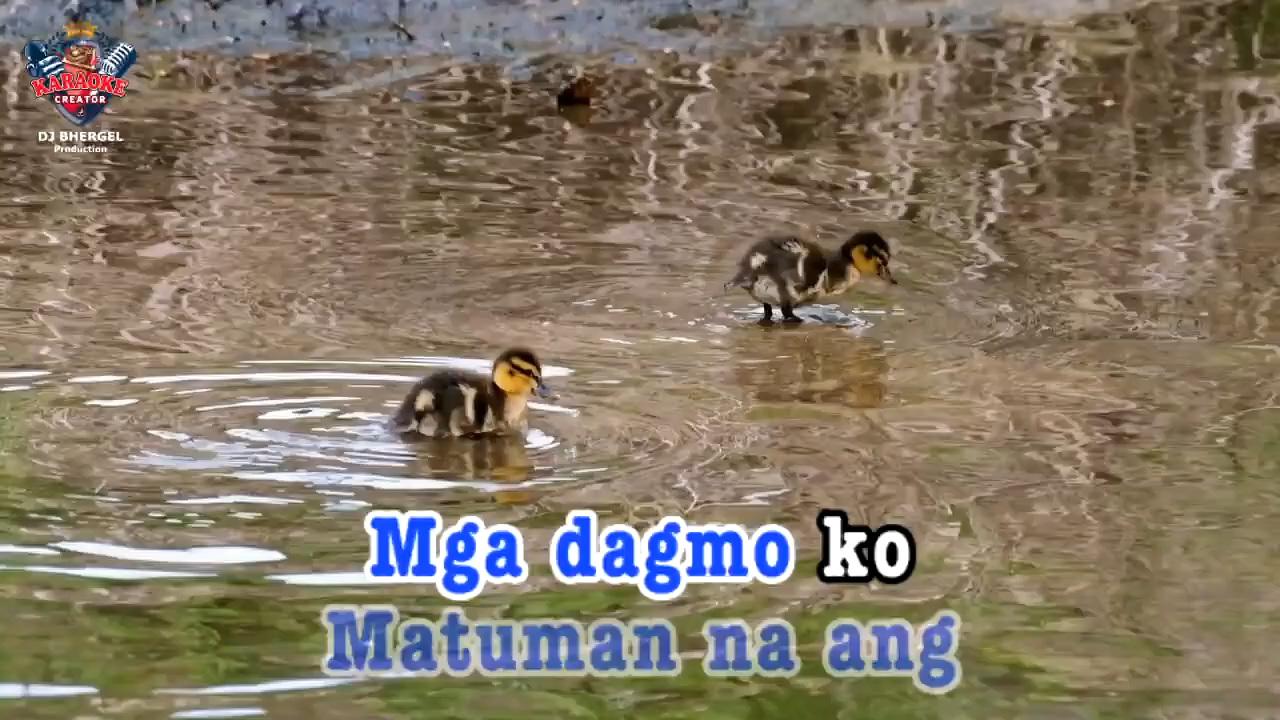 KARAOKE
CREATOR
DJ BHERGEL
Production
Mga dagmo ko
Matuman na ang